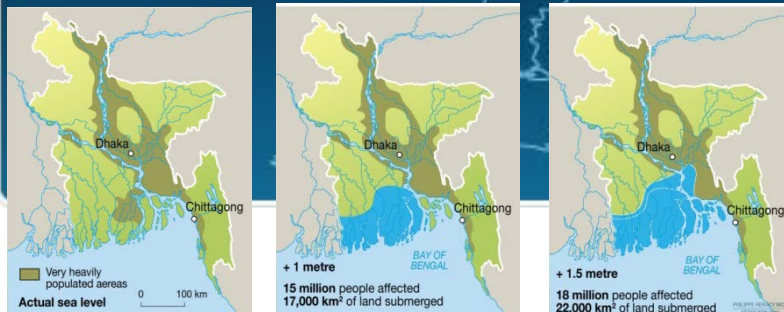 Dhaka
Chittagong
Very heavily
populated aereas
Actual sea level
0 100 km
Dhaka
Chittagong
BAY OF
BENGAL
+ 1 metre
15 million people affected
17,000 km² of land submerged
Dhaka
Chittagong
BAY OF
BENGAL
+ 1.5 metre
18 million people affected
22,000 km² of land submerged